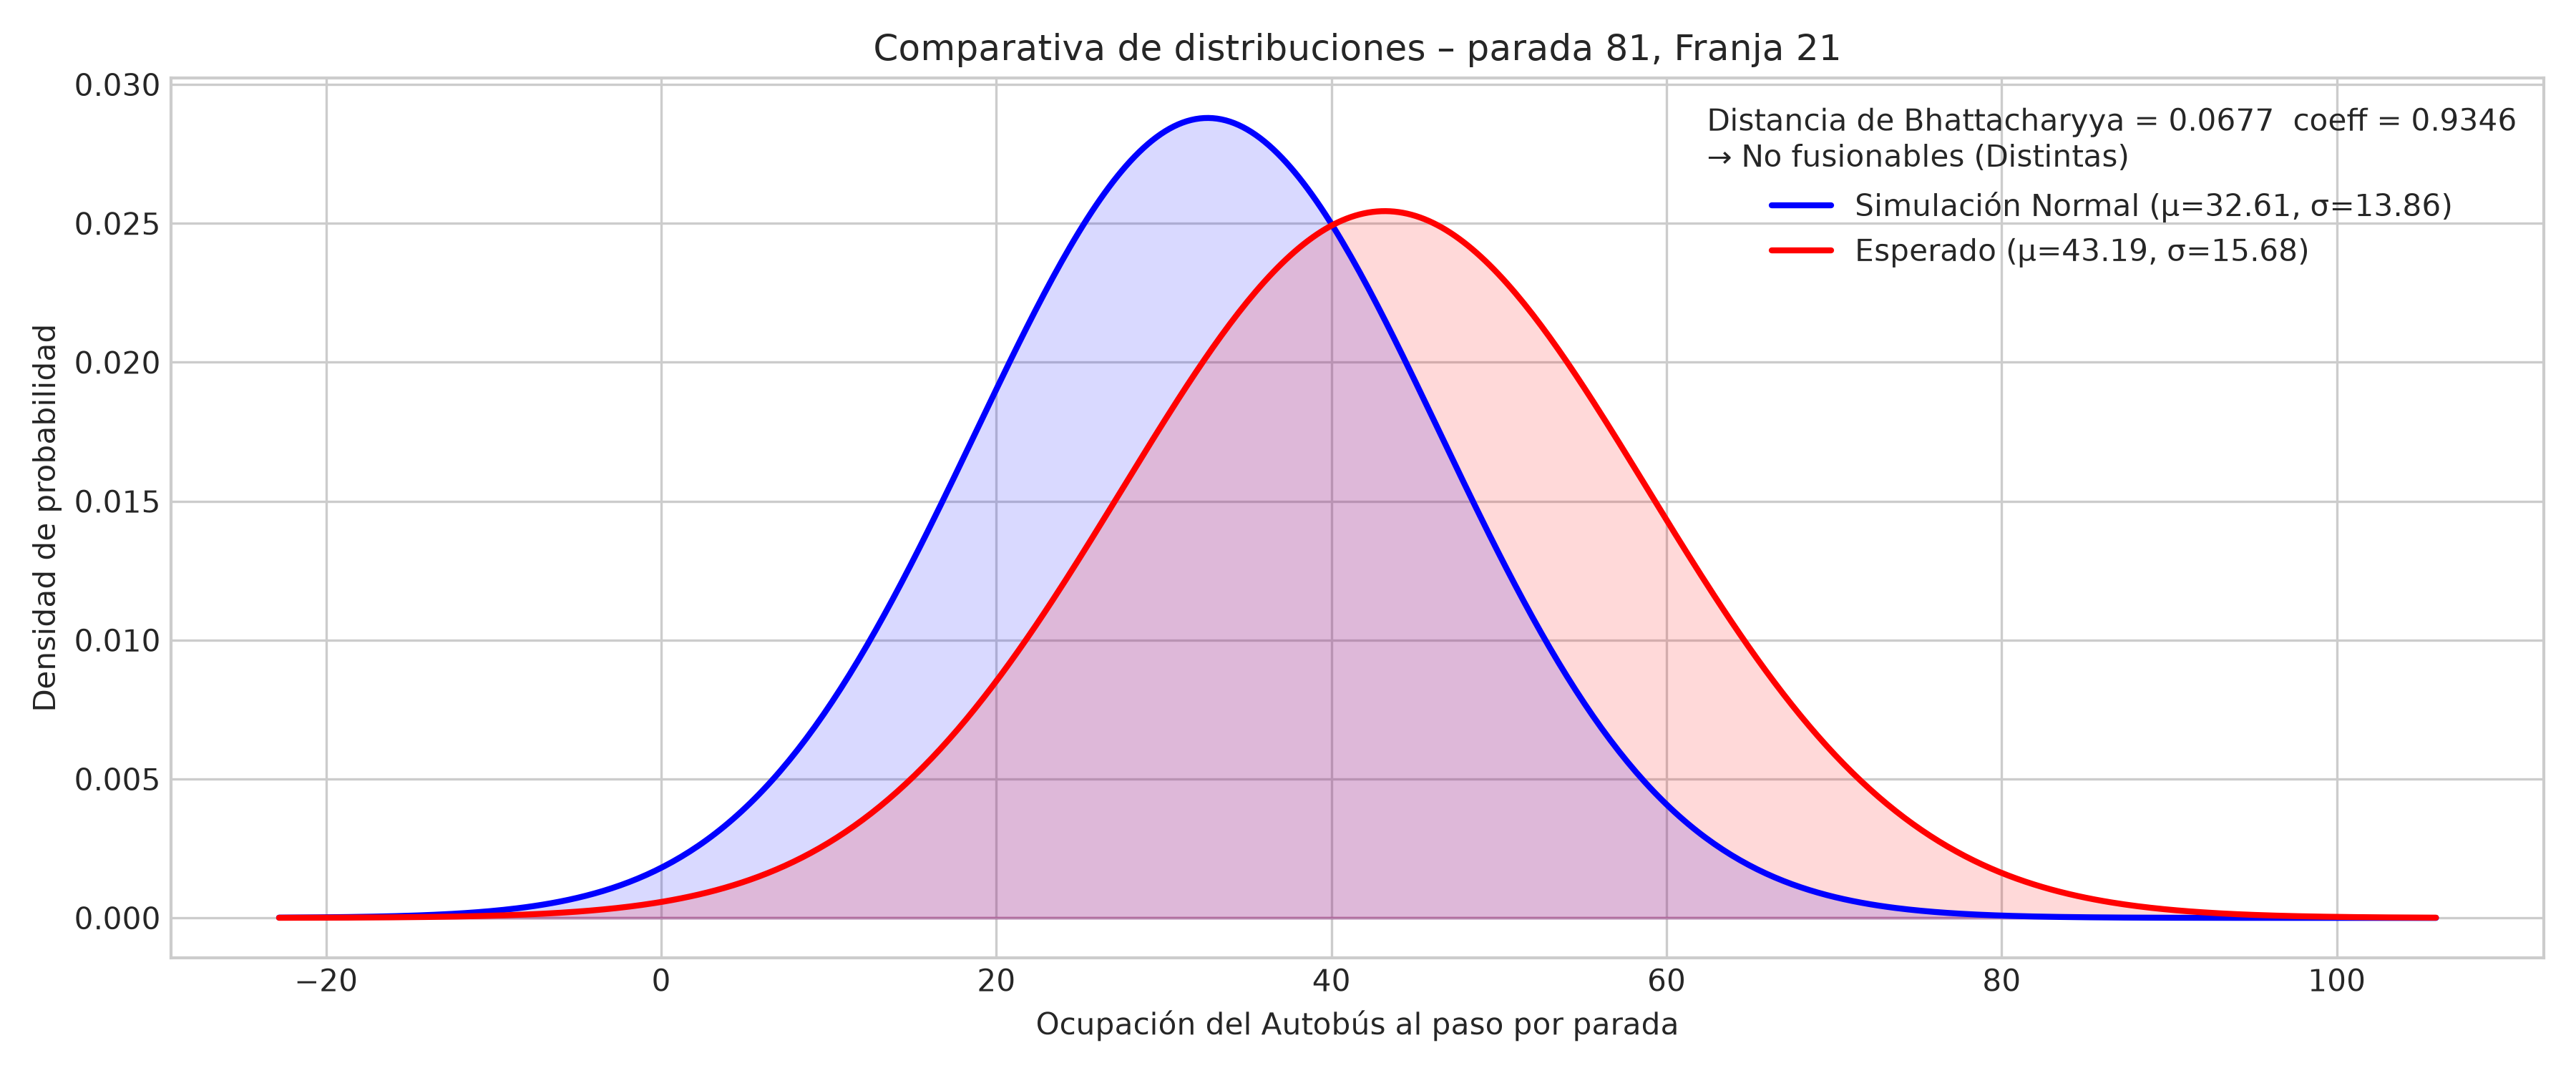 Comparativa de distribuciones – parada 81, Franja 21
Distancia de Bhattacharyya = 0.0677  coeff = 0.9346
→ No fusionables (Distintas)
Simulación Normal (μ=32.61, σ=13.86)
Esperado (μ=43.19, σ=15.68)
Densidad de probabilidad
0.030
0.025
0.020
0.015
0.010
0.005
0.000
−20 0 20 40 60 80 100
Ocupación del Autobús al paso por parada